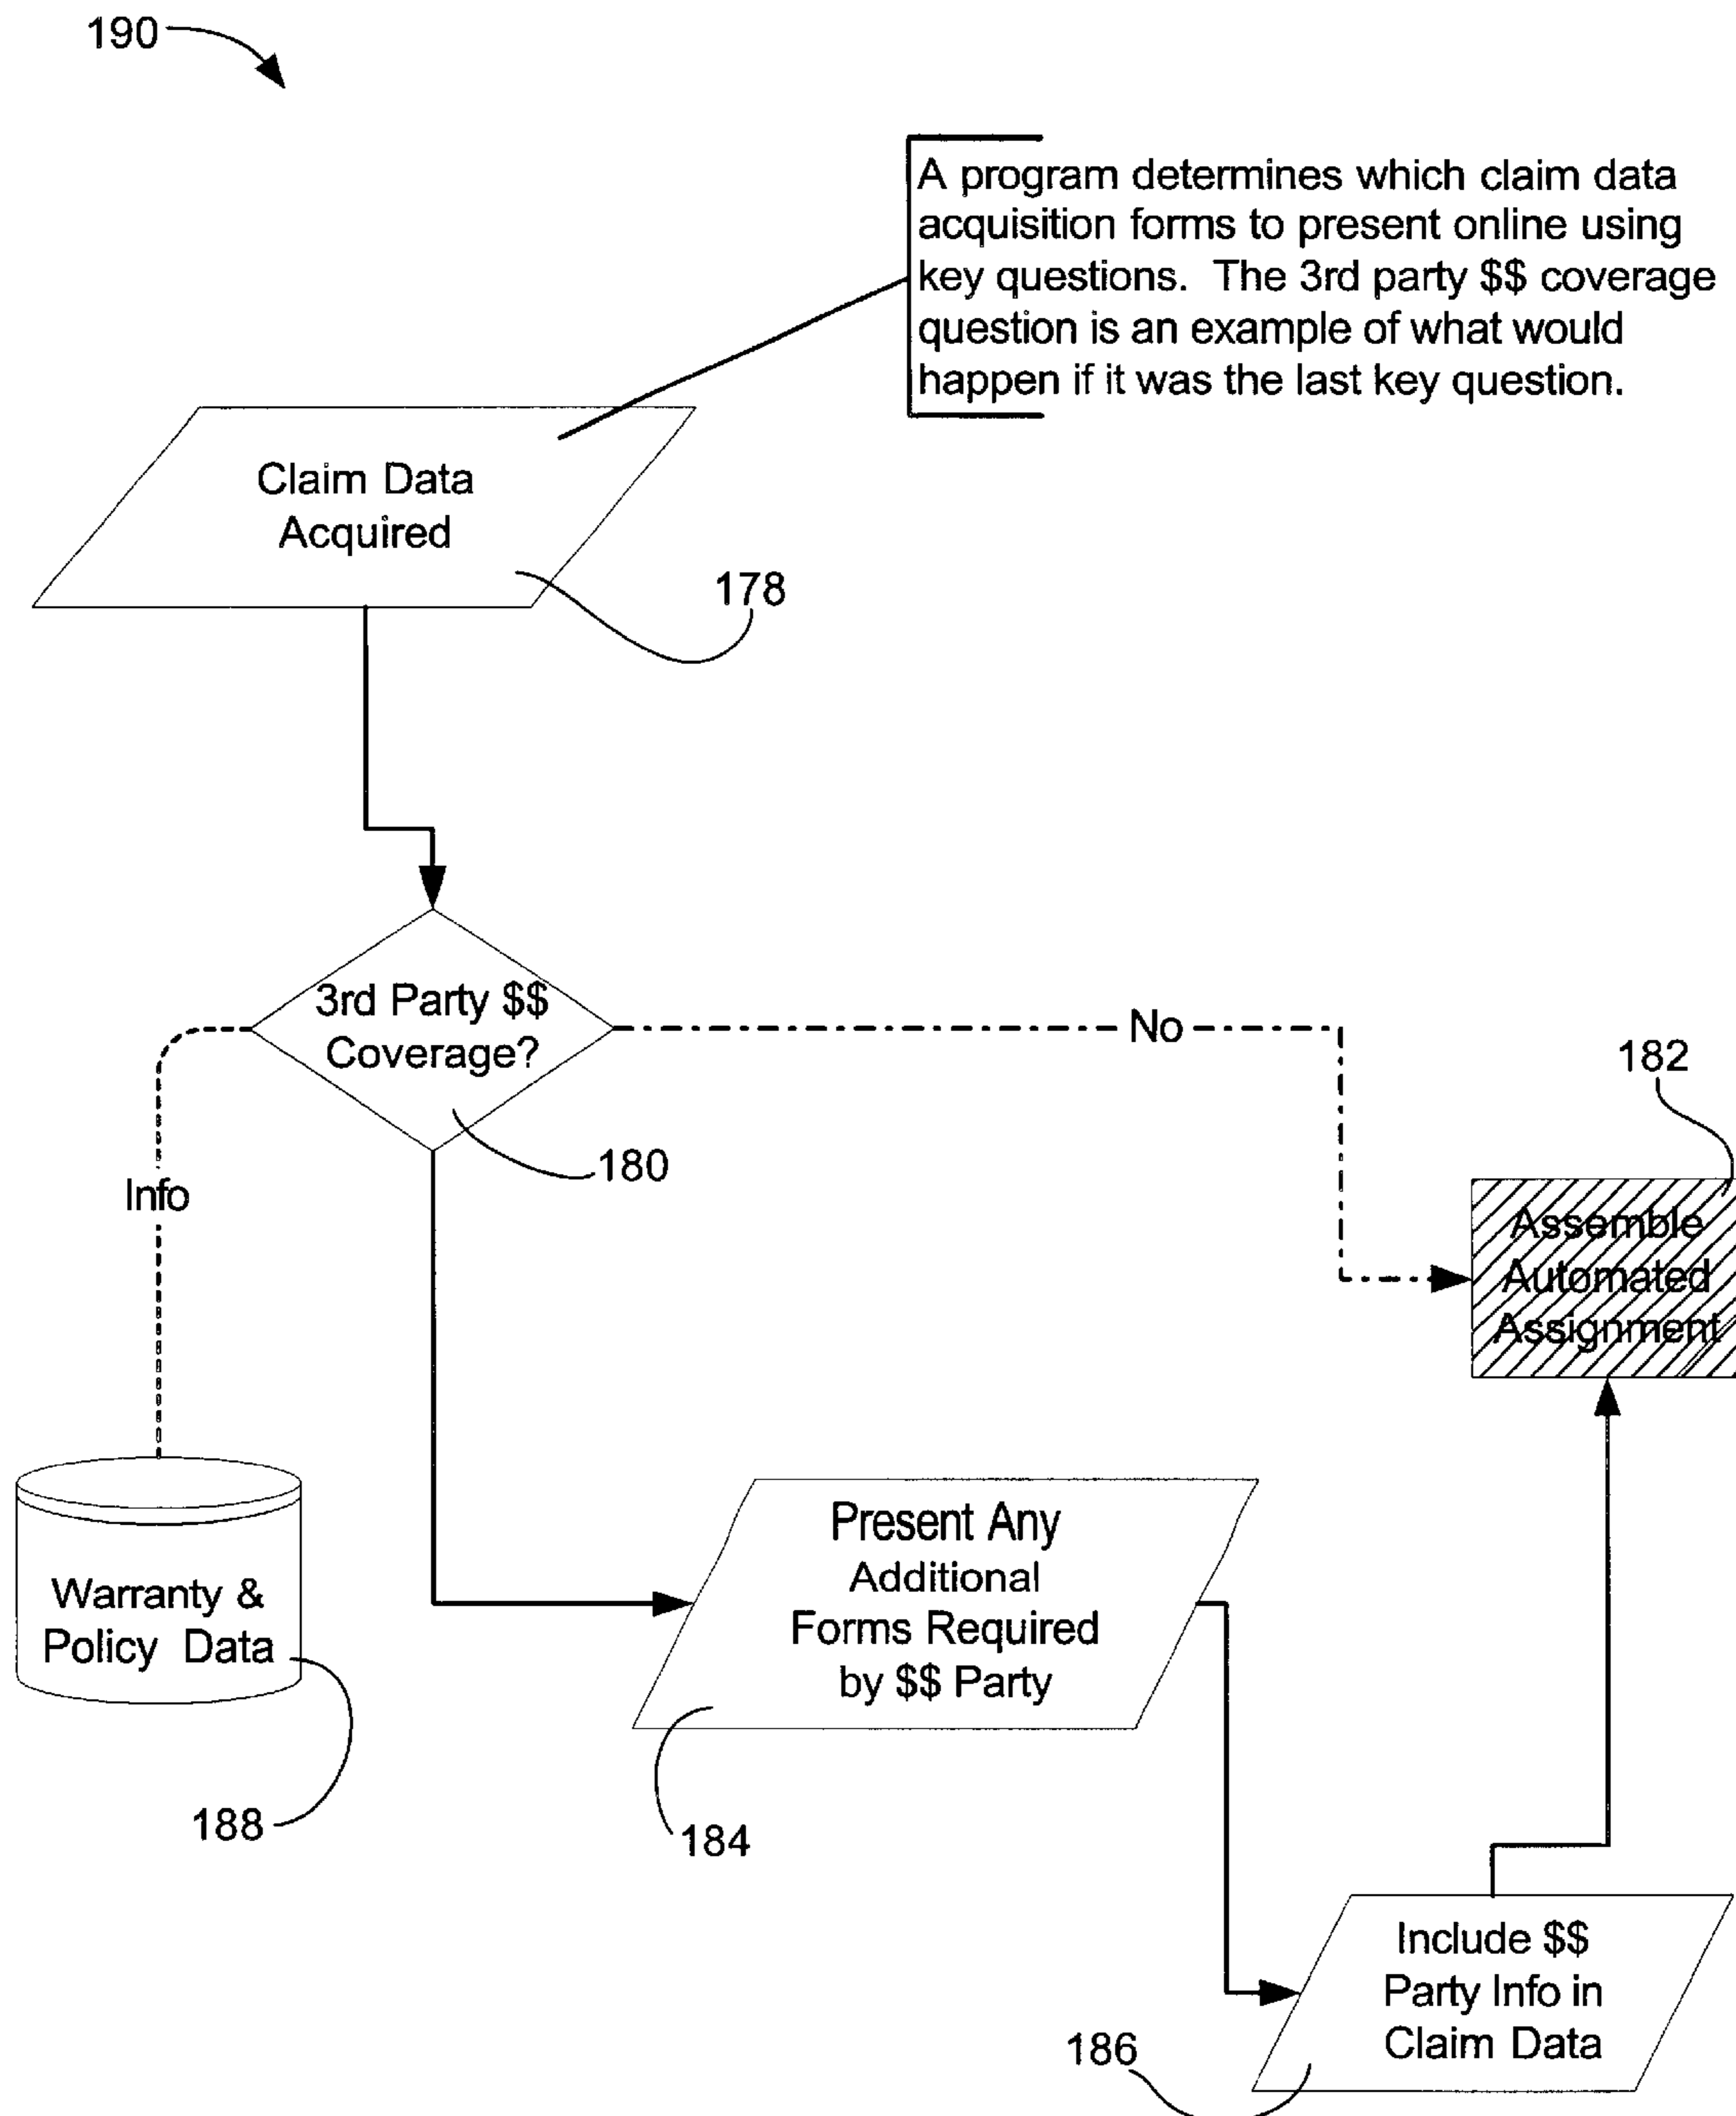 190
A program determines which claim data
acquisition forms to present online using
key questions. The 3rd party $$ coverage
question is an example of what would
happen if it was the last key question.
Claim Data
Acquired
178
3rd Party $$
Coverage?
No
180
182
Info
Assemble
Automated
Assignment
Warranty &
Policy Data
188
Present Any
Additional
Forms Required
by $$ Party
184
Include $$
Party Info in
Claim Data
186